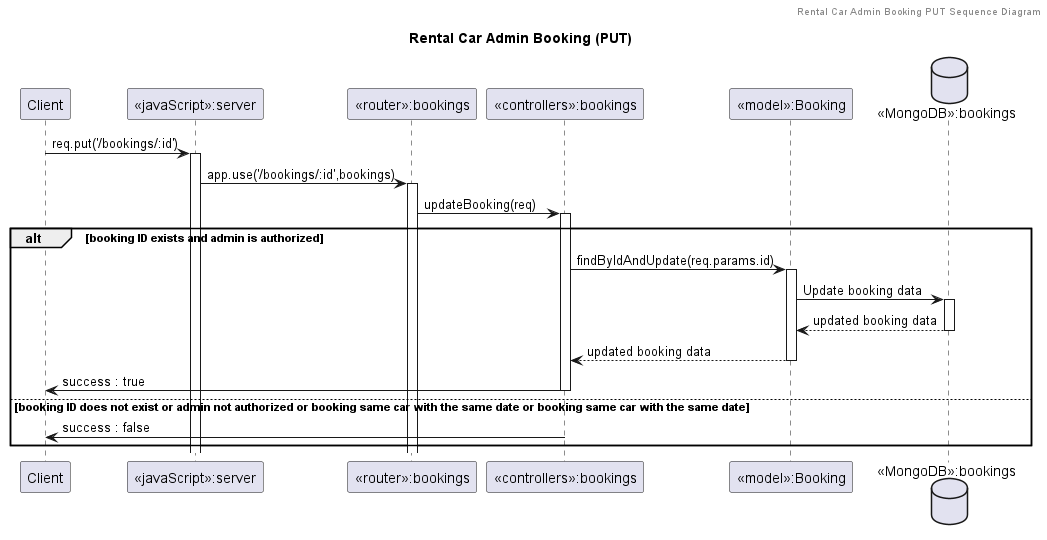 Rental Car Admin Booking PUT Sequence Diagram
Rental Car Admin Booking (PUT)
Client
«javaScript»:server
«router»:bookings
«controllers»:bookings
«model»:Booking
«MongoDB»:bookings
req.put('/bookings/:id')
app.use('/bookings/:id',bookings)
updateBooking(req)
alt
[booking ID exists and admin is authorized]
findByIdAndUpdate(req.params.id)
Update booking data
updated booking data
updated booking data
success : true
[booking ID does not exist or admin not authorized or booking same car with the same date or booking same car with the same date]
success : false
Client
«javaScript»:server
«router»:bookings
«controllers»:bookings
«model»:Booking
«MongoDB»:bookings